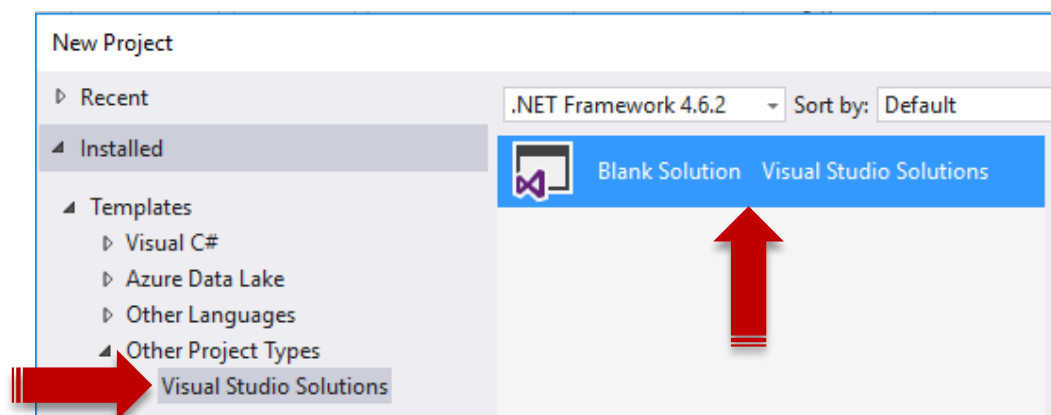 New Project
Recent
Installed
Templates
Visual C#
Azure Data Lake
Other Languages
Other Project Types
Visual Studio Solutions
.NET Framework 4.6.2 Sort by: Default
Blank Solution Visual Studio Solutions